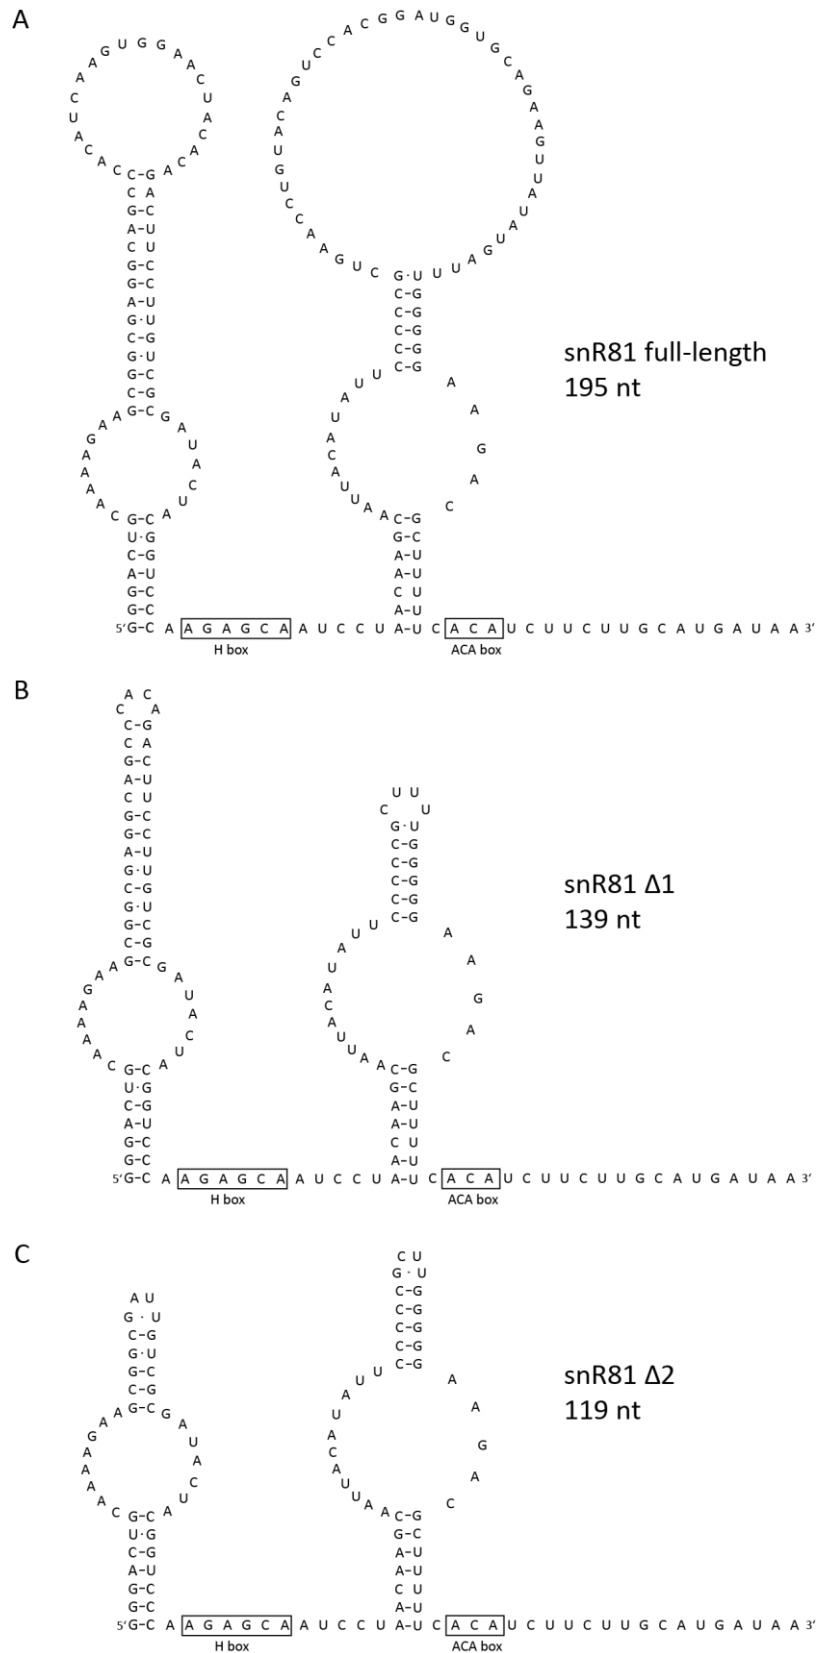 A
A C G G A U G G U G C A G A A G U U A U A U G A U U
G A C A U G U C C A A G U C
A C A U C A A G U G G A A C U A C A C A
C C-G
C A
G-C
A-U
C U
G-C
G-C
A-U
G·U
C-G
G·U
G-C
C-G
G-C
G A U A C U A
C A A A A G A A
G-C
U·G
C G
A-U
G-C
G-C
5'G-C A A G A G C A A U C C U A-U C A C A U C U U C U U G C A U G A U A A 3'
H box
ACA box
G·U
C-G
C-G
C-G
C-G
C-G
A A G A C
A A U U A C A U A U U
C-G
G-C
A-U
A-U
C U
A-U
snR81 full-length
195 nt
B
A C
C A
C-G
C A
G-C
A-U
C U
G-C
G-C
A-U
G·U
C-G
G·U
G-C
C-G
G-C
G A U A C U A
C A A A A G A A
G-C
U·G
C G
A-U
G-C
G-C
5'G-C A A G A G C A A U C C U A-U C A C A U C U U C U U G C A U G A U A A 3'
H box
ACA box
U U
C U
G·U
C-G
C-G
C-G
C-G
C-G
A A G A C
A A U U A C A U A U U
C-G
G-C
A-U
A-U
C U
A-U
snR81 Δ1
139 nt
C
A U
G·U
C-G
G·U
G-C
C-G
G-C
G A U A C U A
C A A A A G A A
G-C
U·G
C G
A-U
G-C
G-C
5'G-C A A G A G C A A U C C U A-U C A C A U C U U C U U G C A U G A U A A 3'
H box
ACA box
C U
G·U
C-G
C-G
C-G
C-G
C-G
A A G A C
A A U U A C A U A U U
C-G
G-C
A-U
A-U
C U
A-U
snR81 Δ2
119 nt